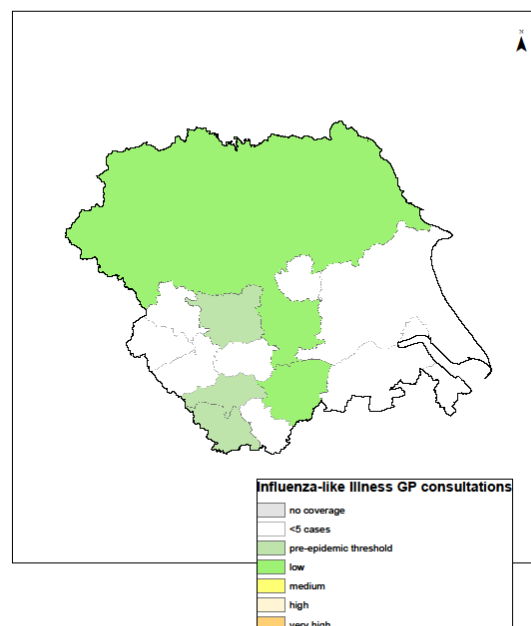 N
Influenza-like Illness GP consultations
no coverage
<5 cases
pre-epidemic threshold
low
medium
high
very high